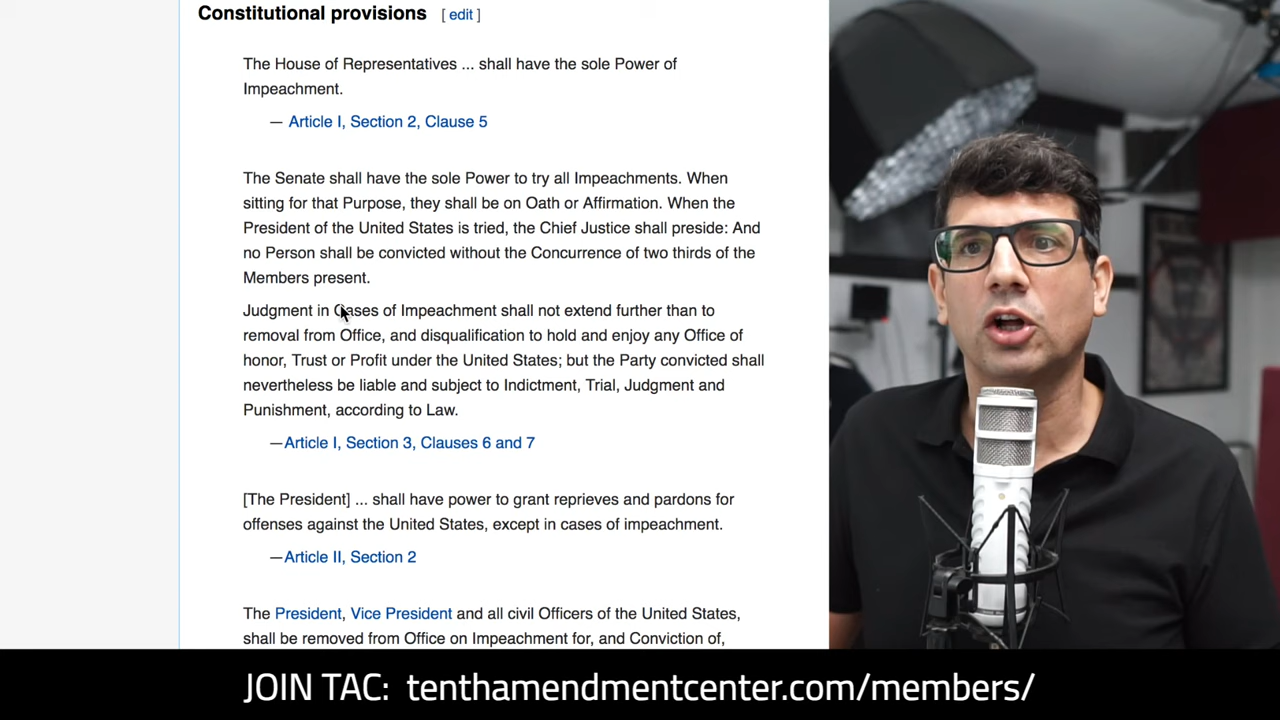 Constitutional provisions [ edit ]
The House of Representatives ... shall have the sole Power of
Impeachment.
— Article I, Section 2, Clause 5
The Senate shall have the sole Power to try all Impeachments. When
sitting for that Purpose, they shall be on Oath or Affirmation. When the
President of the United States is tried, the Chief Justice shall preside: And
no Person shall be convicted without the Concurrence of two thirds of the
Members present.
Judgment in Cases of Impeachment shall not extend further than to
removal from Office, and disqualification to hold and enjoy any Office of
honor, Trust or Profit under the United States; but the Party convicted shall
nevertheless be liable and subject to Indictment, Trial, Judgment and
Punishment, according to Law.
—Article I, Section 3, Clauses 6 and 7
[The President] ... shall have power to grant reprieves and pardons for
offenses against the United States, except in cases of impeachment.
—Article II, Section 2
The President, Vice President and all civil Officers of the United States,
shall be removed from Office on Impeachment for, and Conviction of,
JOIN TAC: tenthamendmentcenter.com/members/